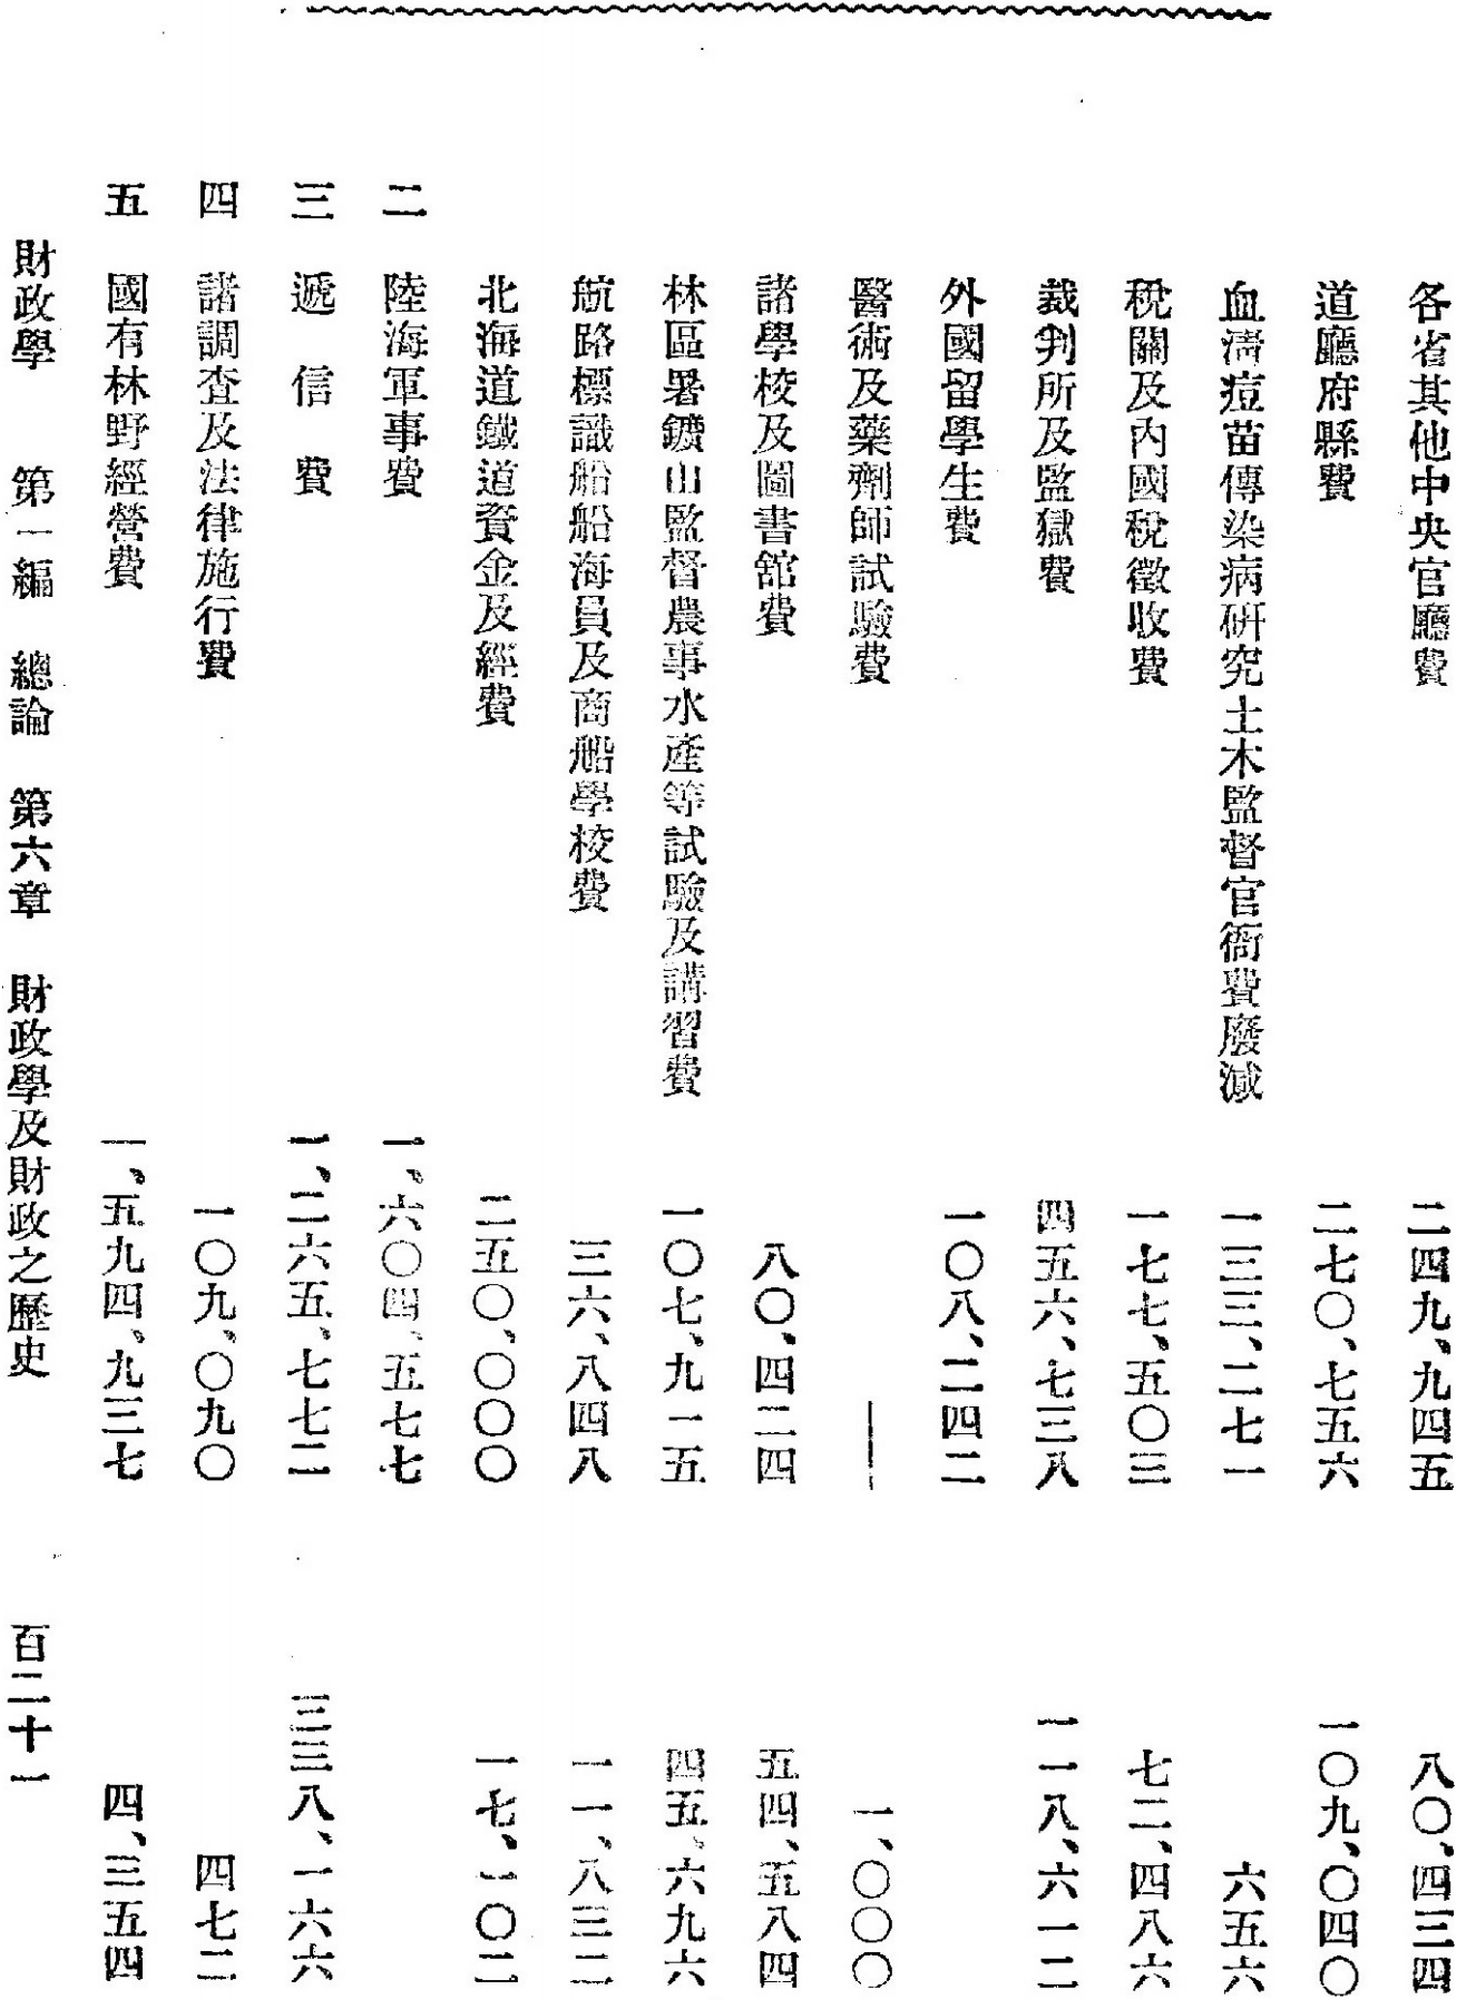 各省其他中央官廳費 二四九、九四五 八〇、四三四
道廳府縣費 二七〇、七五六 一〇九、〇四〇
血淸痘苗傳染病硏究土木監督官衙費廢減 一三三、二七一 六五六
稅關及內國稅徵收費 一七七、五〇三 七二、四八六
裁判所及監獄費 四五六、七三八 一一八、六一二
外國留學生費 一〇八、二四二
醫術及藥劑師試驗費 —— 一、〇〇〇
諸學校及圖書館費 八〇、四二四 五四、五八四
林區署鑛山監督農事水產等試驗及講習費 一〇七、九一五 四五、六九六
航路標識船舶海員及商船學校費 三六、八四八 一一、八三二
北海道鐵道資金及經費 二五〇、〇〇〇 一七、一〇二
二 陸海軍事費 一、六〇四、五七七
三 遞信費 一、二六五、七七二 三三八、一六六
四 諸調查及法律施行費 一〇九、〇九〇 四七二
五 國有林野經營費 一、五九四、九三七 四、三五四
財政學 第一編 總論 第六章 財政學及財政之歷史 百二十一